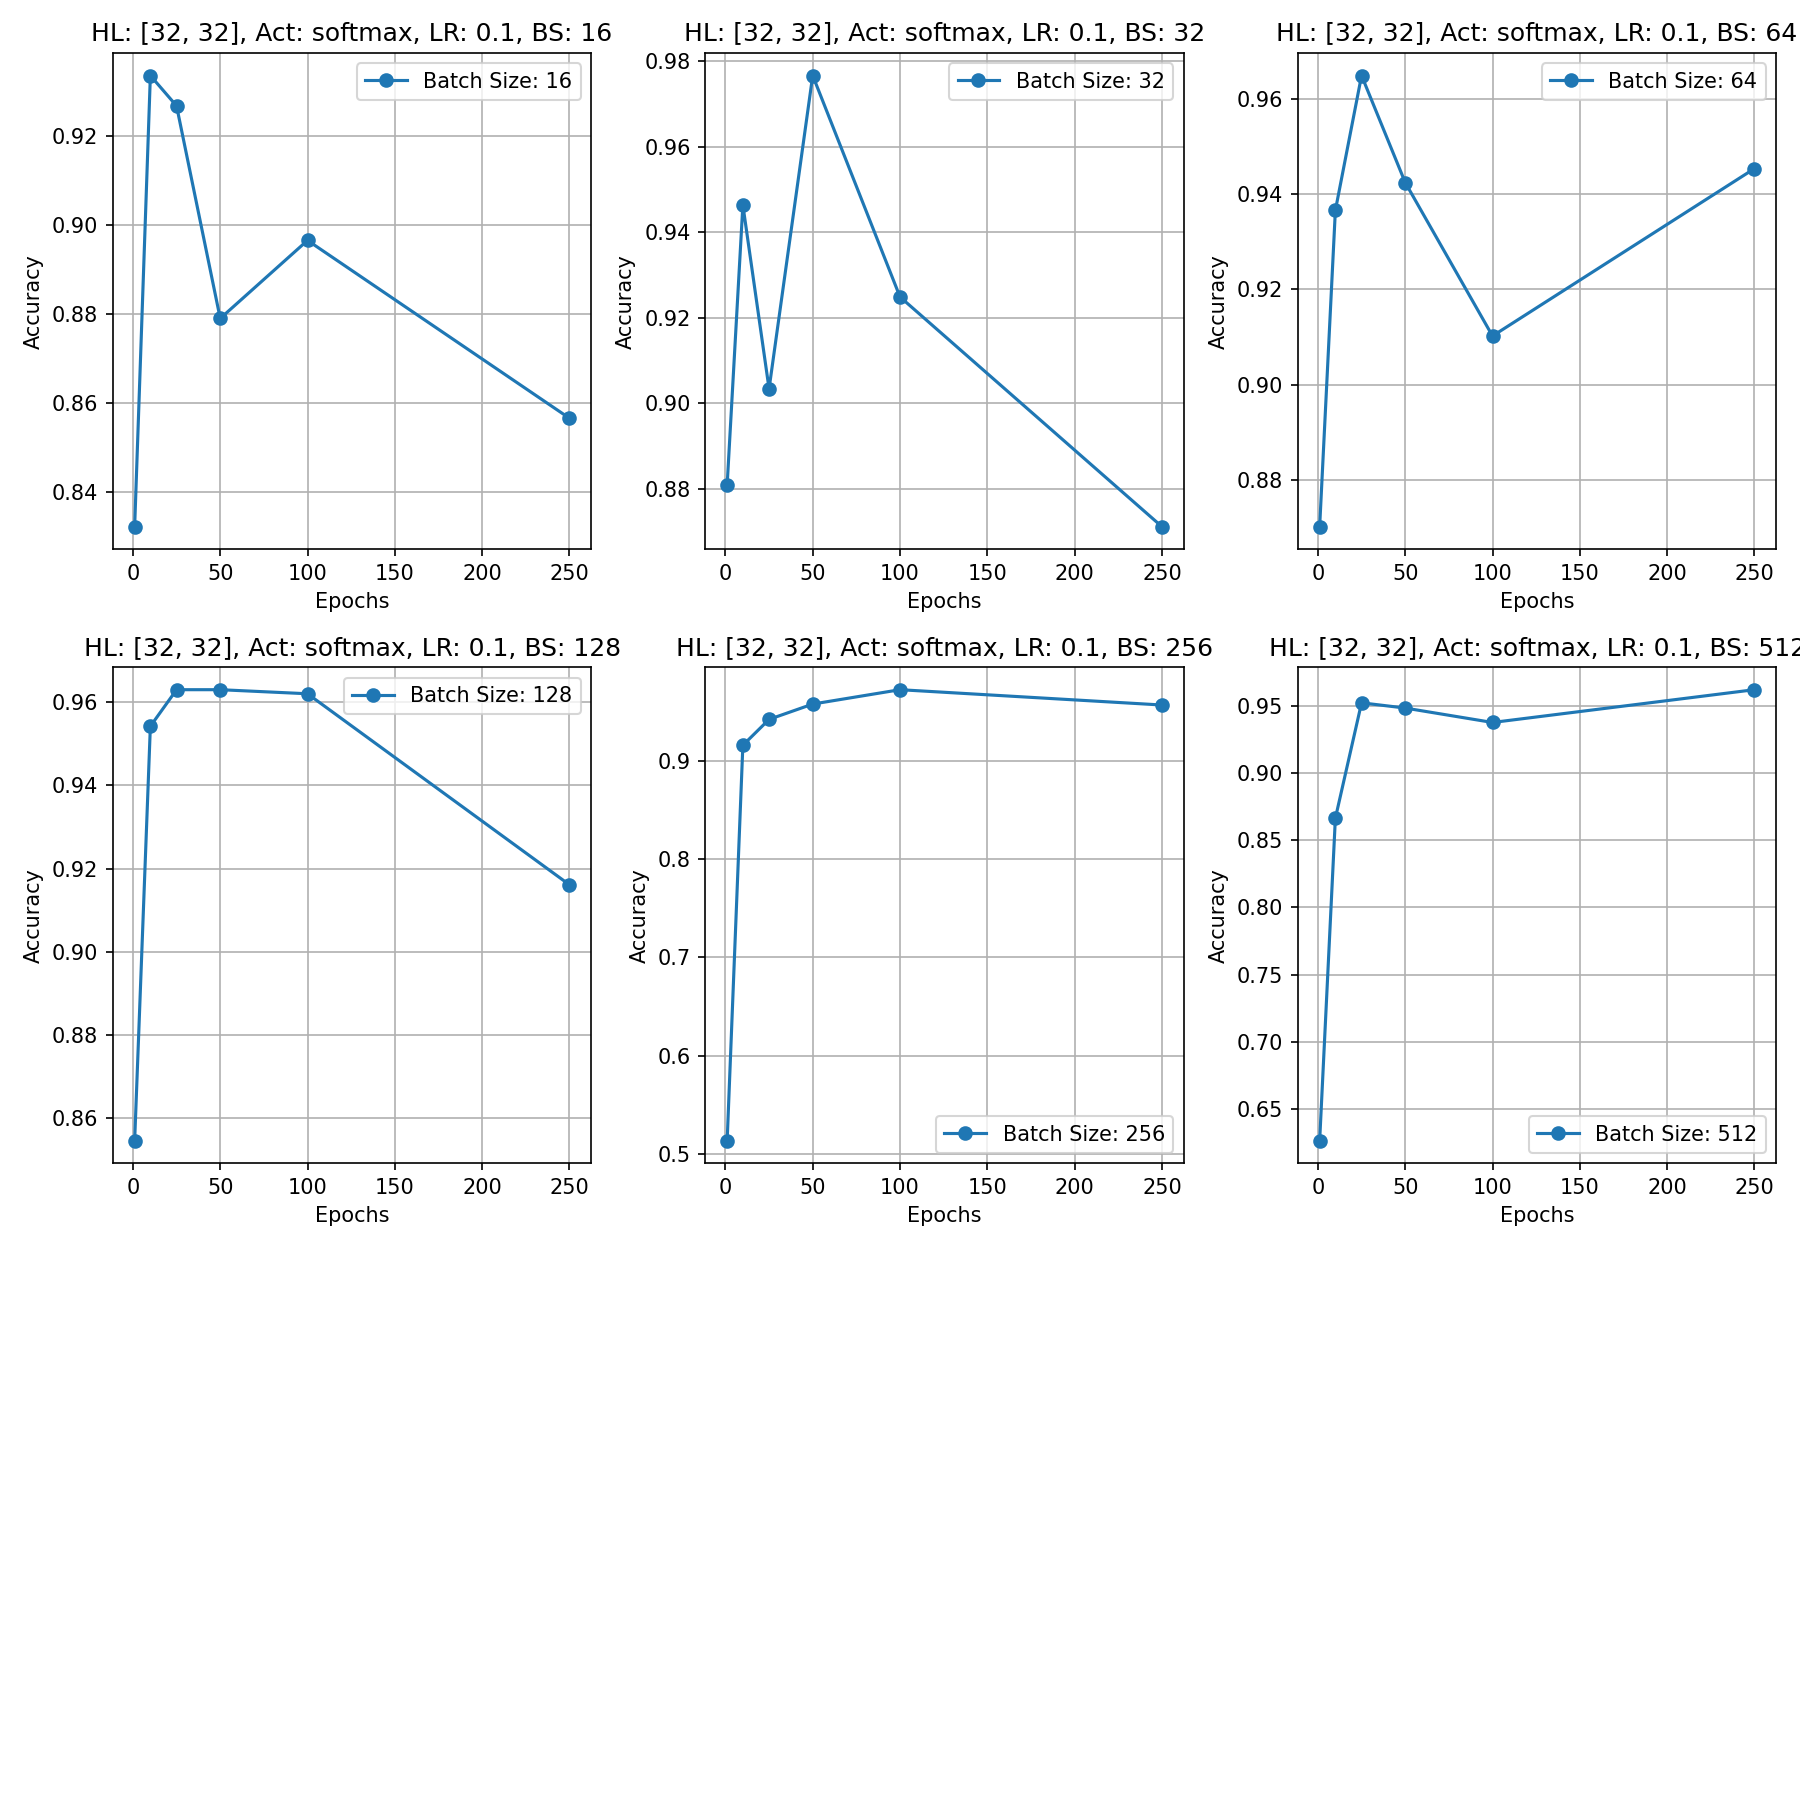 HL: [32, 32], Act: softmax, LR: 0.1, BS: 16
Batch Size: 16
0.92
0.90
0.88
0.86
0.84
Accuracy
0 50 100 150 200 250
Epochs
HL: [32, 32], Act: softmax, LR: 0.1, BS: 32
Batch Size: 32
0.98
0.96
0.94
0.92
0.90
0.88
Accuracy
0 50 100 150 200 250
Epochs
HL: [32, 32], Act: softmax, LR: 0.1, BS: 64
Batch Size: 64
0.96
0.94
0.92
0.90
0.88
Accuracy
0 50 100 150 200 250
Epochs
HL: [32, 32], Act: softmax, LR: 0.1, BS: 128
Batch Size: 128
0.96
0.94
0.92
0.90
0.88
0.86
Accuracy
0 50 100 150 200 250
Epochs
HL: [32, 32], Act: softmax, LR: 0.1, BS: 256
0.9
0.8
0.7
0.6
0.5
Accuracy
Batch Size: 256
0 50 100 150 200 250
Epochs
HL: [32, 32], Act: softmax, LR: 0.1, BS: 512
0.95
0.90
0.85
0.80
0.75
0.70
0.65
Accuracy
Batch Size: 512
0 50 100 150 200 250
Epochs